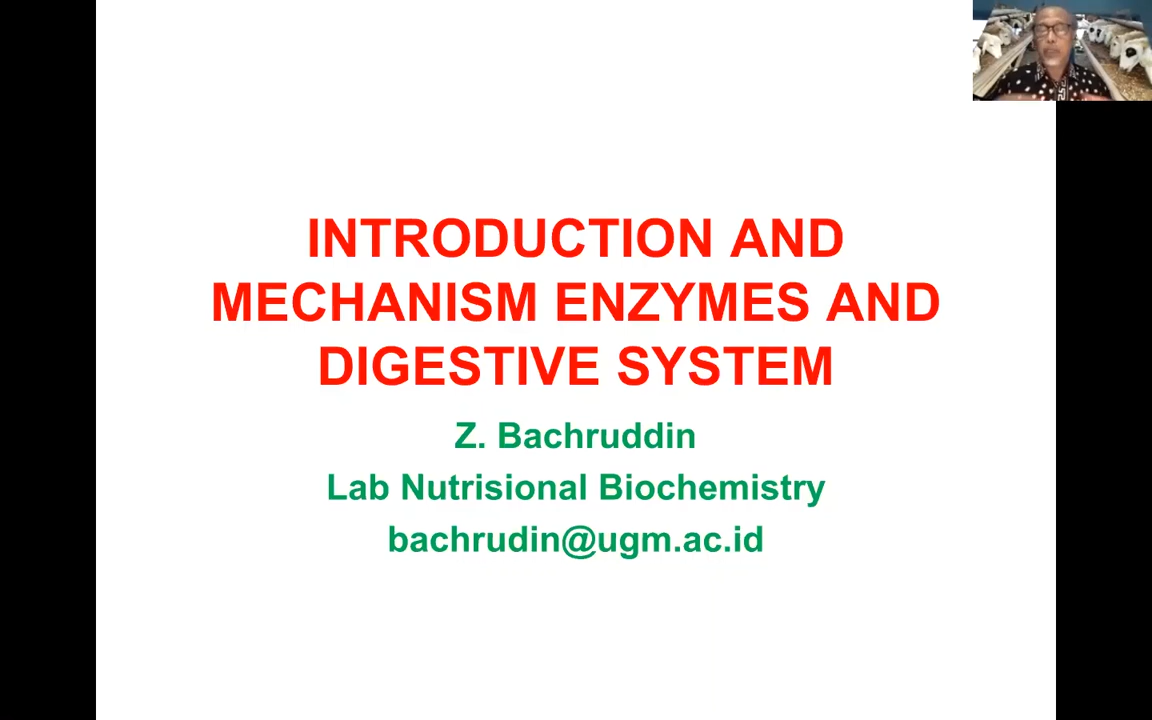 INTRODUCTION AND
MECHANISM ENZYMES AND
DIGESTIVE SYSTEM
Z. Bachruddin
Lab Nutrisional Biochemistry
bachrudin@ugm.ac.id